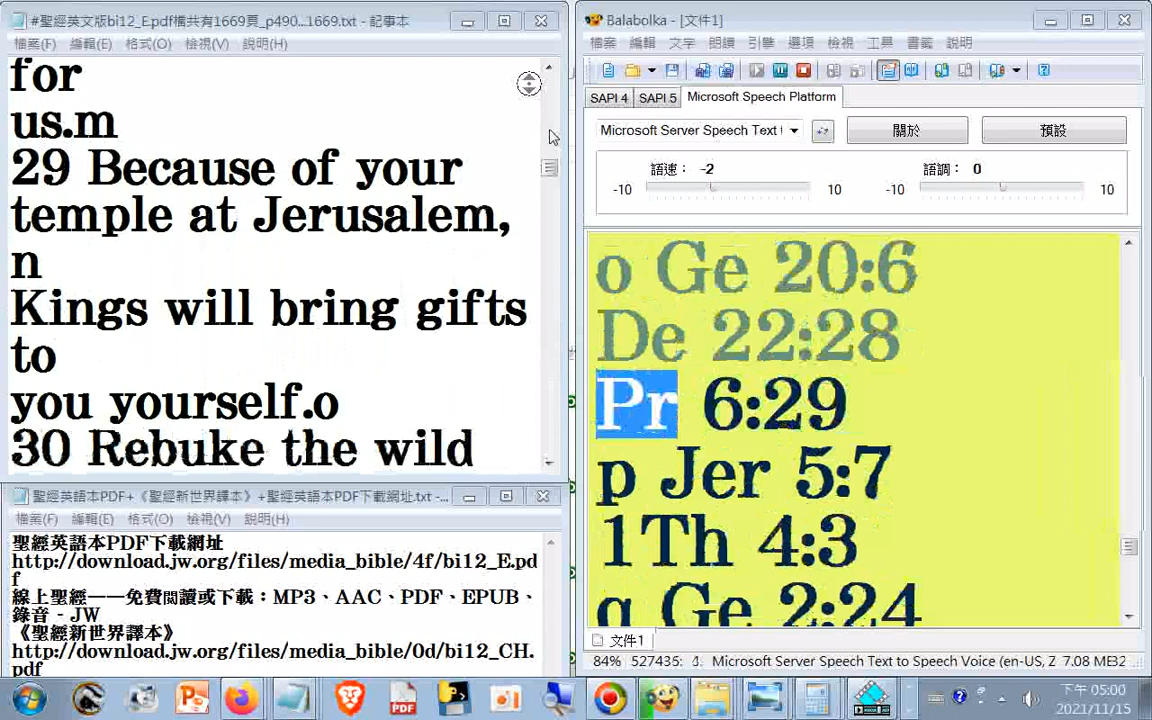 #聖經英文版bi12_E.pdf檔共有1669頁_p490...1669.txt - 記事本
檔案(F) 編輯(E) 格式(O) 檢視(V) 說明(H)
for
us.m
29 Because of your
temple at Jerusalem,
n
Kings will bring gifts
to
you yourself.o
30 Rebuke the wild
聖經英語本PDF+《聖經新世界譯本》+聖經英語本PDF下載網址.txt - ...
檔案(F) 編輯(E) 格式(O) 檢視(V) 說明(H)
聖經英語本PDF下載網址
http://download.jw.org/files/media_bible/4f/bi12_E.pd
f
線上聖經——免費閱讀或下載：MP3、AAC、PDF、EPUB、
錄音 - JW
《聖經新世界譯本》
http://download.jw.org/files/media_bible/0d/bi12_CH.
pdf
Balabolka - [文件1]
檔案 編輯 文字 朗讀 引擎 選項 檢視 工具 書籤 說明
SAPI 4 SAPI 5 Microsoft Speech Platform
Microsoft Server Speech Text
關於 預設
語速： -2 語調： 0
-10 10 -10 10
o Ge 20:6
De 22:28
Pr 6:29
p Jer 5:7
1Th 4:3
q Ge 2:24
文件1
84% 527435: Microsoft Server Speech Text to Speech Voice (en-US, Z 7.08 MB
下午 05:00
2021/11/15